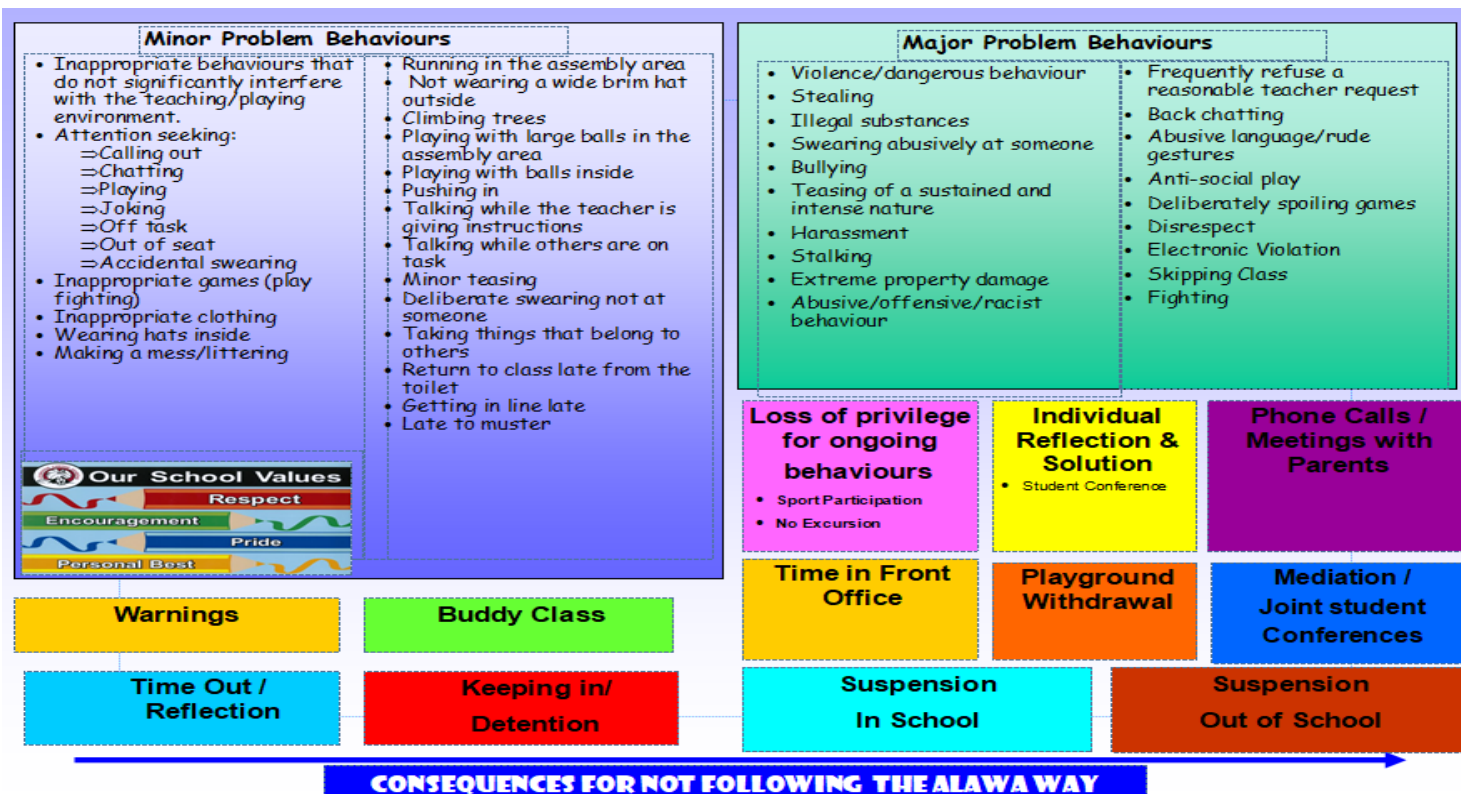 Minor Problem Behaviours
• Inappropriate behaviours that
do not significantly interfere
with the teaching/playing
environment.
• Attention seeking:
⇒Calling out
⇒Chatting
⇒Playing
⇒Joking
⇒Off task
⇒Out of seat
⇒Accidental swearing
• Inappropriate games (play
fighting)
• Inappropriate clothing
• Wearing hats inside
• Making a mess/littering
• Running in the assembly area
• Not wearing a wide brim hat
outside
• Climbing trees
• Playing with large balls in the
assembly area
• Playing with balls inside
• Pushing in
• Talking while the teacher is
giving instructions
• Talking while others are on
task
• Minor teasing
• Deliberate swearing not at
someone
• Taking things that belong to
others
• Return to class late from the
toilet
• Getting in line late
• Late to muster
Our School Values
Respect
Encouragement
Pride
Personal Best
Major Problem Behaviours
• Violence/dangerous behaviour
• Stealing
• Illegal substances
• Swearing abusively at someone
• Bullying
• Teasing of a sustained and
intense nature
• Harassment
• Stalking
• Extreme property damage
• Abusive/offensive/racist
behaviour
• Frequently refuse a
reasonable teacher request
• Back chatting
• Abusive language/rude
gestures
• Anti-social play
• Deliberately spoiling games
• Disrespect
• Electronic Violation
• Skipping Class
• Fighting
Loss of privilege
for ongoing
behaviours
• Sport Participation
• No Excursion
Individual
Reflection &
Solution
• Student Conference
Phone Calls /
Meetings with
Parents
Time in Front
Office
Playground
Withdrawal
Mediation /
Joint student
Conferences
Warnings
Buddy Class
Time Out /
Reflection
Keeping in/
Detention
Suspension
In School
Suspension
Out of School
CONSEQUENCES FOR NOT FOLLOWING THE ALAWA WAY